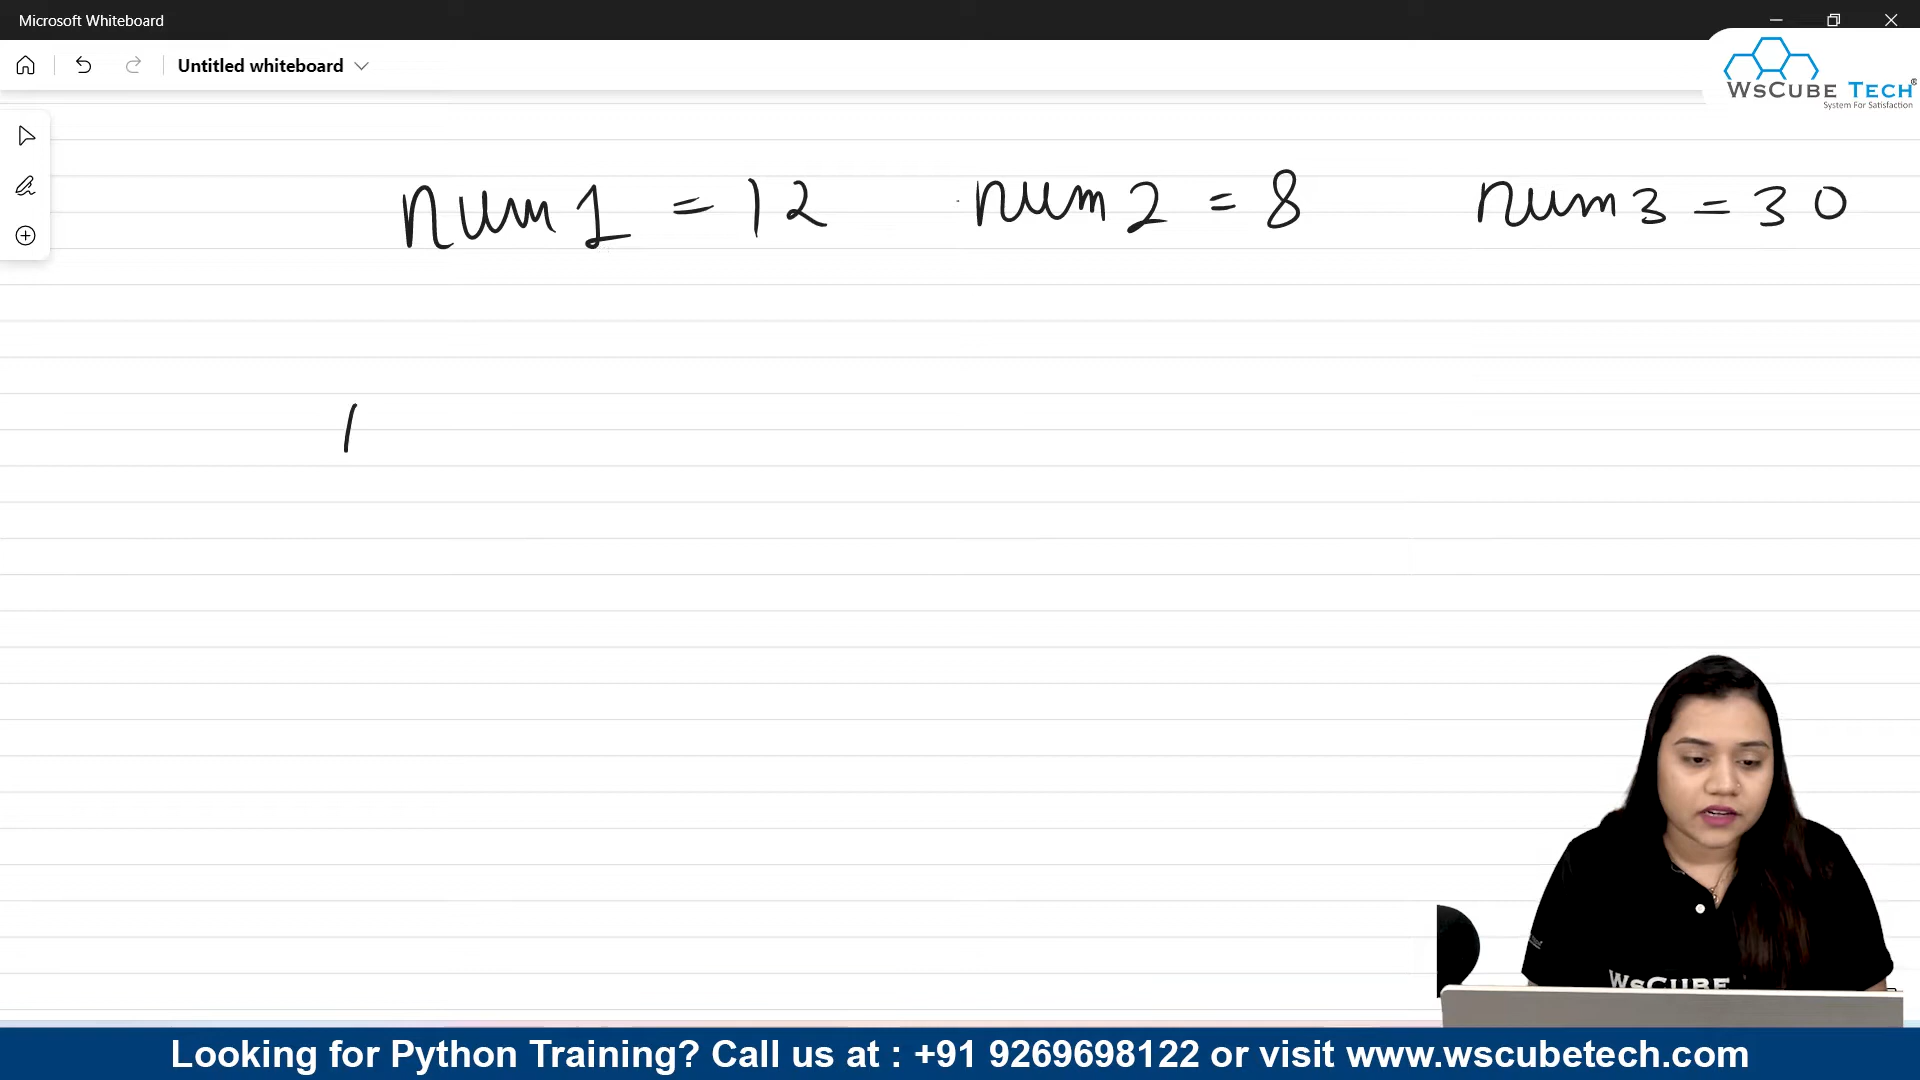 Microsoft Whiteboard
Untitled whiteboard
WsCube Tech®
System For Satisfaction
num1 = 12 num2 = 8 num3 = 30
WsCube
Looking for Python Training? Call us at : +91 9269698122 or visit www.wscubetech.com